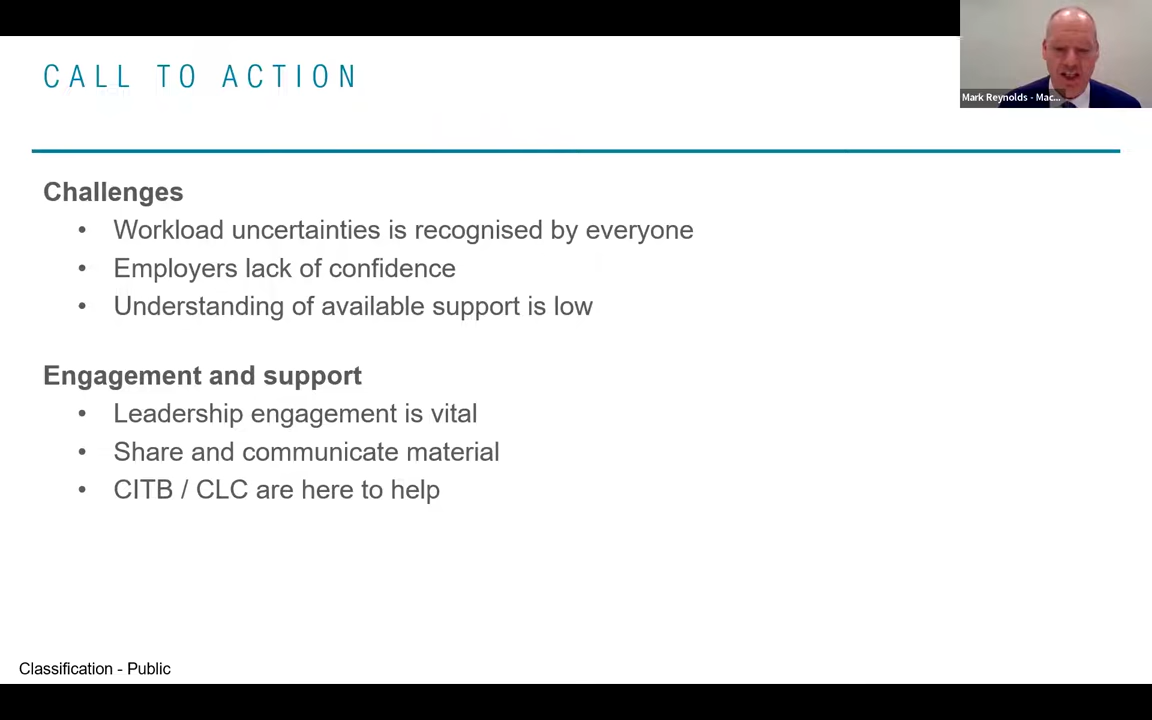 CALL TO ACTION
Mark Reynolds - Mac...
Challenges
• Workload uncertainties is recognised by everyone
• Employers lack of confidence
• Understanding of available support is low
Engagement and support
• Leadership engagement is vital
• Share and communicate material
• CITB / CLC are here to help
Classification - Public